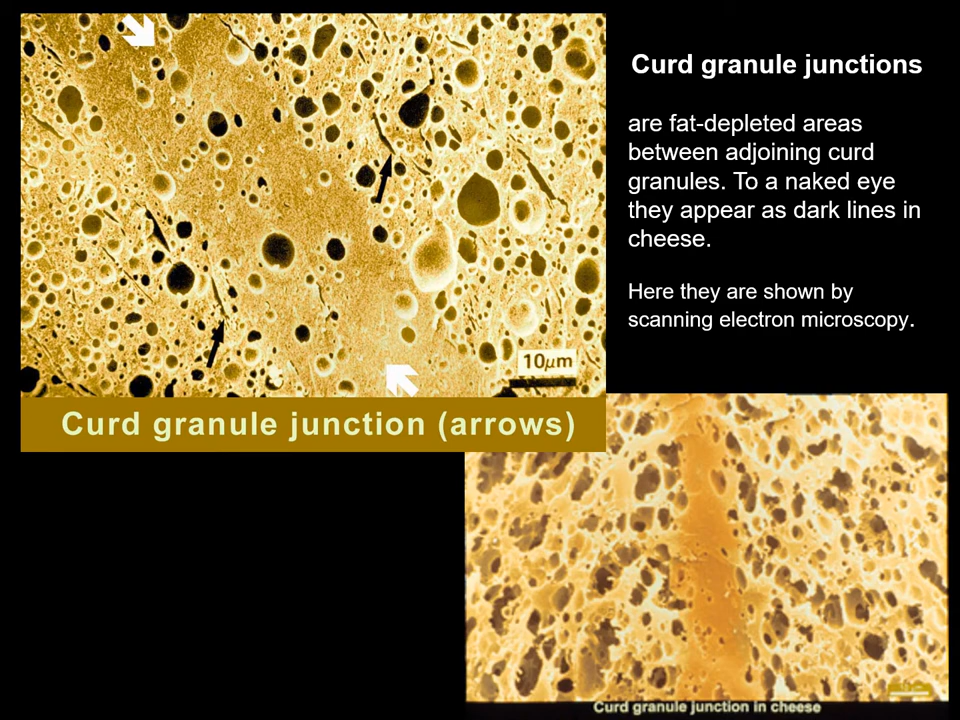 Curd granule junctions
are fat-depleted areas
between adjoining curd
granules. To a naked eye
they appear as dark lines in
cheese.
Here they are shown by
scanning electron microscopy.
10µm
Curd granule junction (arrows)
Curd granule junction in cheese